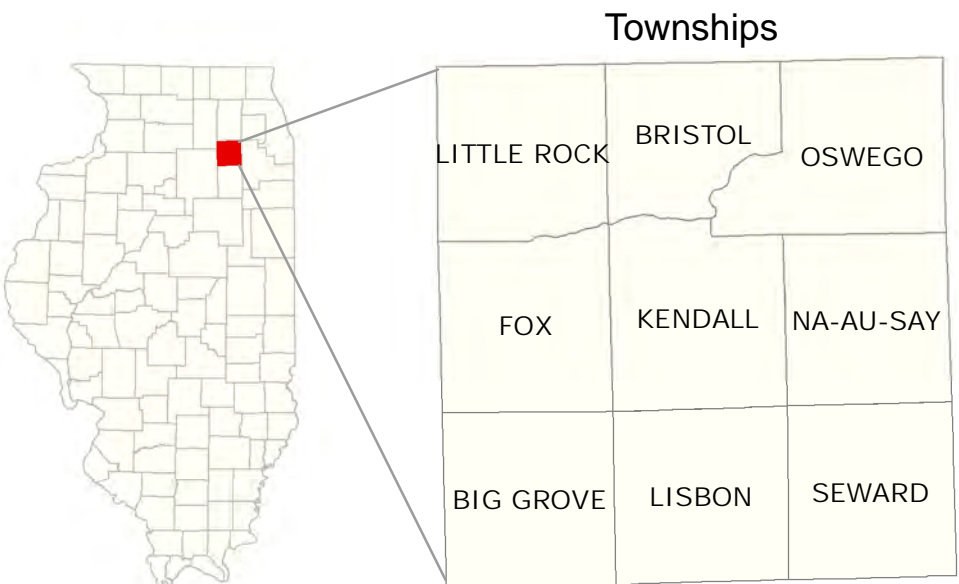 Townships
LITTLE ROCK
BRISTOL
OSWEGO
FOX
KENDALL
NA-AU-SAY
BIG GROVE
LISBON
SEWARD